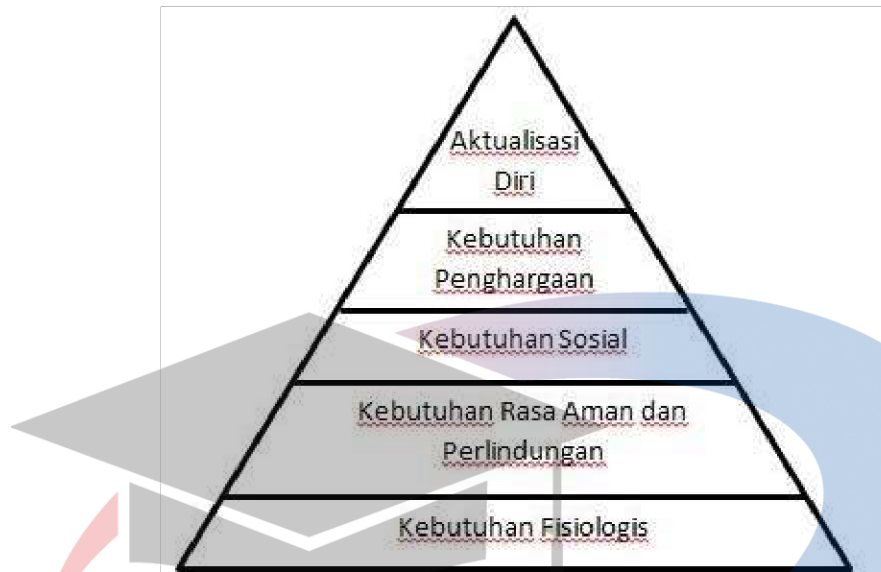 Aktualisasi
Diri
Kebutuhan
Penghargaan
Kebutuhan Sosial
Kebutuhan Rasa Aman dan
Perlindungan
Kebutuhan Fisiologis